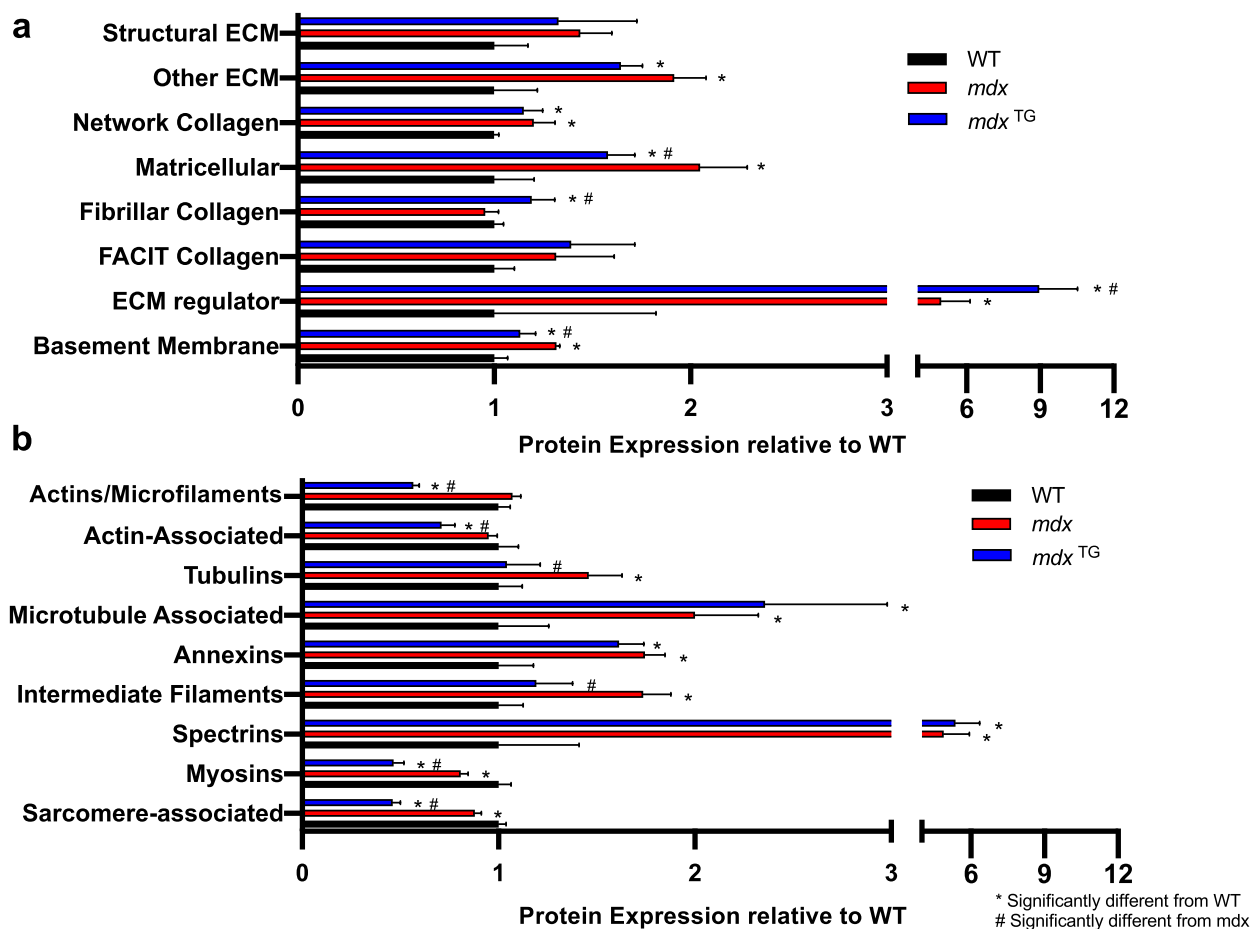 a
Structural ECM
Other ECM
Network Collagen
Matricellular
Fibrillar Collagen
FACIT Collagen
ECM regulator
Basement Membrane
*
*
*
*
* #
*
* #
* #
*
* #
*
WT
mdx
mdx TG
0 1 2 3 6 9 12
Protein Expression relative to WT
b
Actins/Microfilaments
Actin-Associated
Tubulins
Microtubule Associated
Annexins
Intermediate Filaments
Spectrins
Myosins
Sarcomere-associated
* #
* #
#
*
*
*
*
*
#
*
*
*
* #
*
* #
*
WT
mdx
mdx TG
0 1 2 3 6 9 12
Protein Expression relative to WT
* Significantly different from WT
# Significantly different from mdx